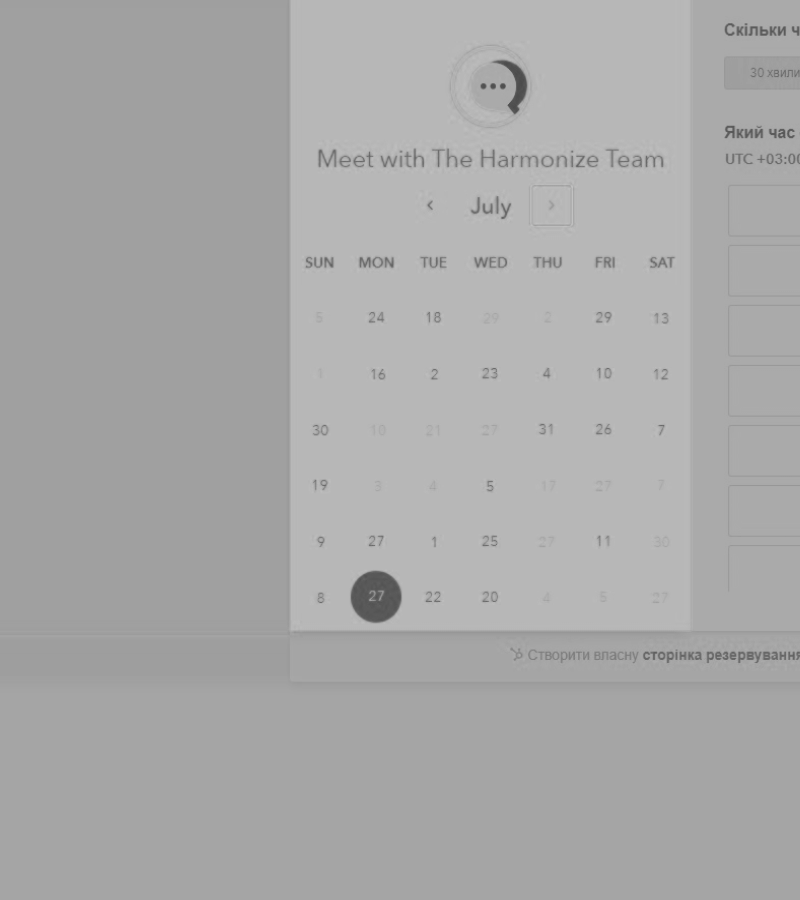 Скільки ч
30 хвили
Meet with The Harmonize Team
Який час
UTC +03:00
July
SUN MON TUE WED THU FRI SAT
5 24 18 29 2 29 13
1 16 2 23 4 10 12
30 18 21 27 31 26 7
19 3 4 5 17 27 7
9 27 1 25 27 11 30
8 27 22 20 4 5 27
Створити власну сторінка резервування